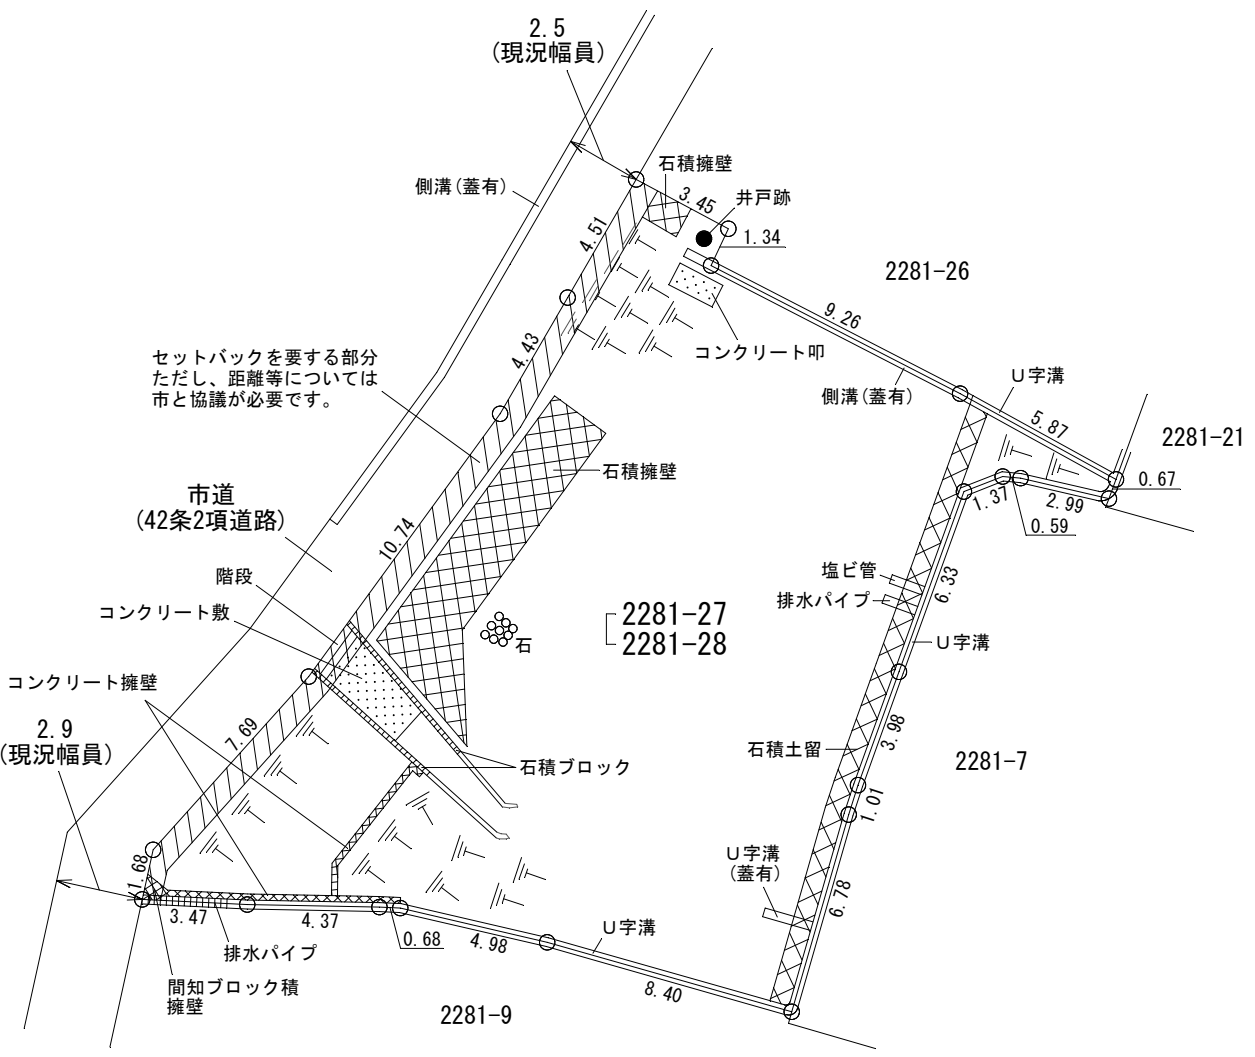 2.5
(現況幅員)
石積擁壁
側溝(蓋有)
3.45
井戸跡
1.34
4.51
2281-26
9.26
4.43
コンクリート叩
セットバックを要する部分
ただし、距離等については
市と協議が必要です。
U字溝
側溝(蓋有)
5.87
2281-21
石積擁壁
0.67
市道
(42条2項道路)
1.37
2.99
0.59
10.74
階段
塩ビ管
6.33
排水パイプ
コンクリート敷
2281-27
2281-28
石
U字溝
コンクリート擁壁
2.9
(現況幅員)
7.69
石積土留
3.98
2281-7
石積ブロック
1.01
U字溝
(蓋有)
1.68
6.78
3.47
4.37
0.68
4.98
U字溝
排水パイプ
間知ブロック積
擁壁
8.40
2281-9